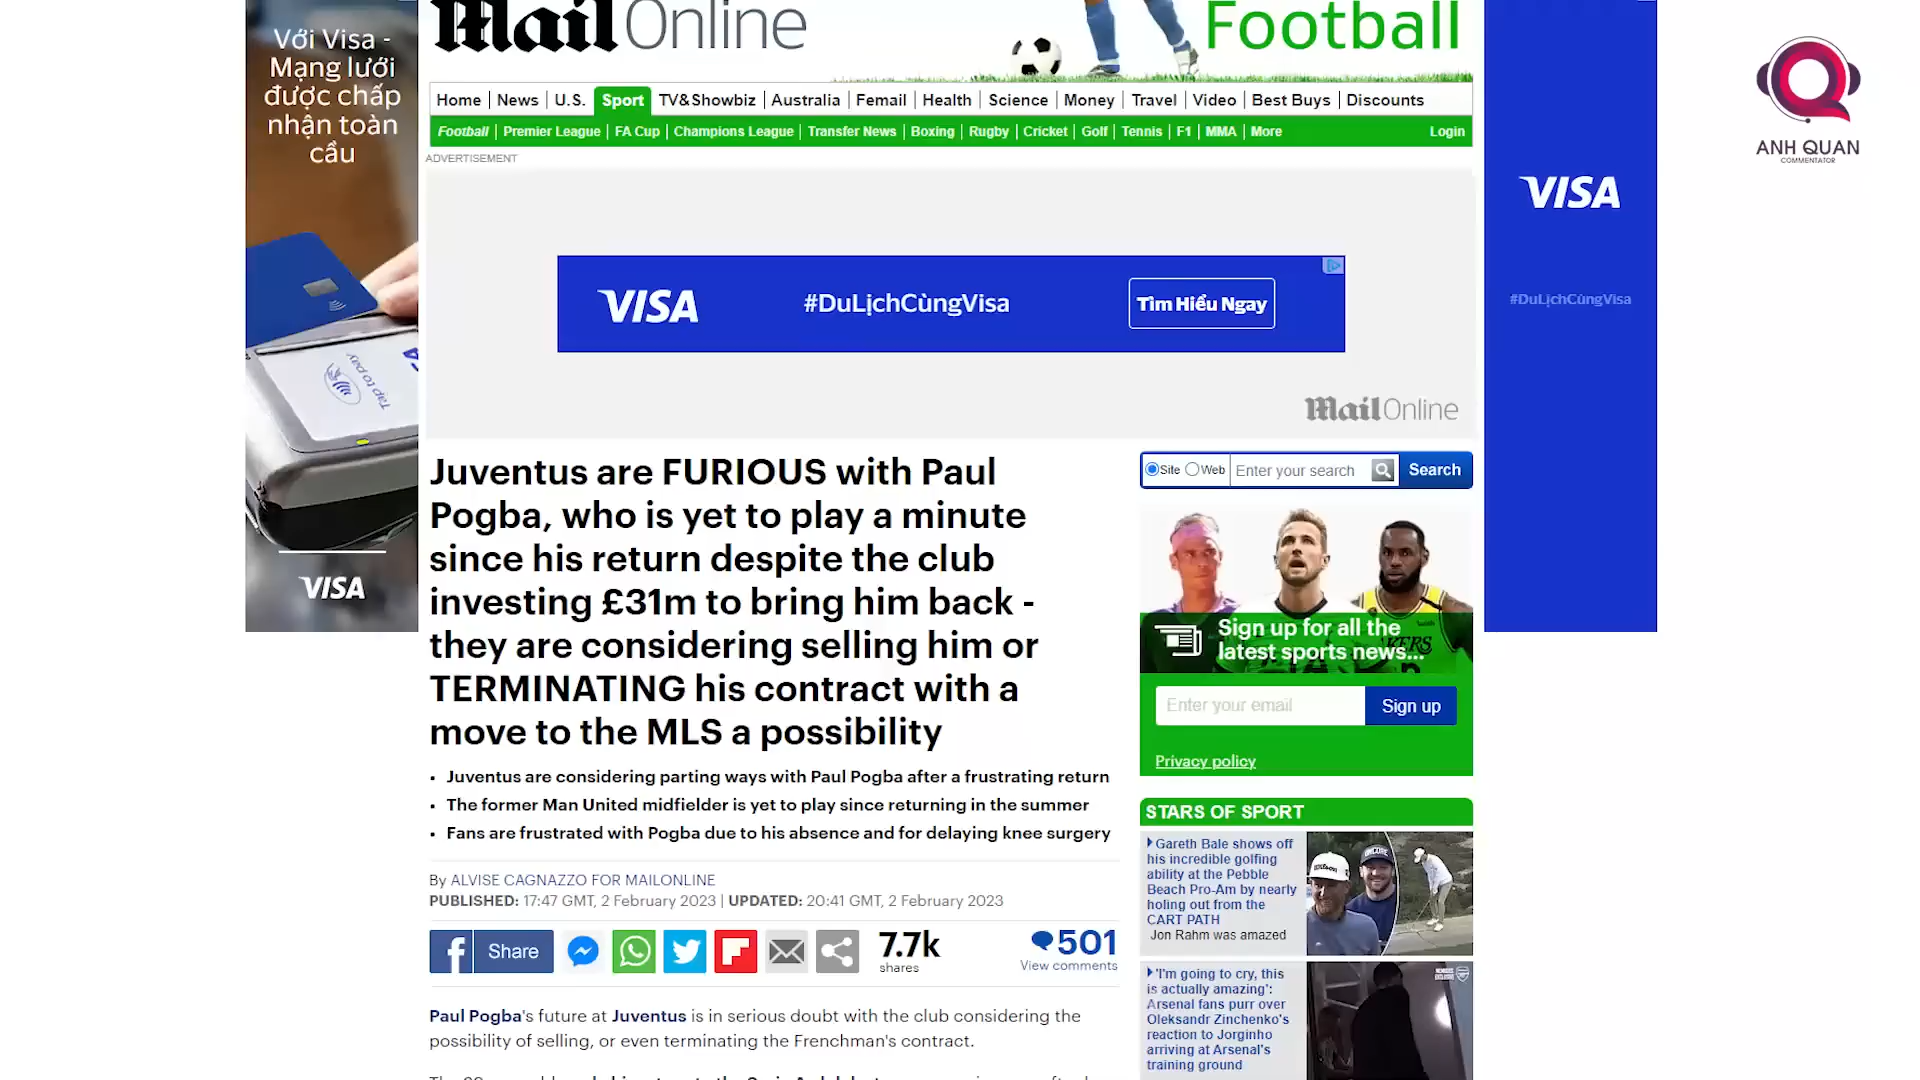 Với Visa -
Mạng lưới
được chấp
nhận toàn
cầu
VISA
Mail Online
Football
Home News U.S. Sport TV&Showbiz Australia Femail Health Science Money Travel Video Best Buys Discounts
Football Premier League FA Cup Champions League Transfer News Boxing Rugby Cricket Golf Tennis F1 MMA More Login
ADVERTISEMENT
VISA #DuLịchCùngVisa Tìm Hiểu Ngay
Mail Online
VISA
#DuLịchCùngVisa
ANH QUAN
COMMENTATOR
Tap to pay
Juventus are FURIOUS with Paul
Pogba, who is yet to play a minute
since his return despite the club
investing £31m to bring him back -
they are considering selling him or
TERMINATING his contract with a
move to the MLS a possibility
▪ Juventus are considering parting ways with Paul Pogba after a frustrating return
▪ The former Man United midfielder is yet to play since returning in the summer
▪ Fans are frustrated with Pogba due to his absence and for delaying knee surgery
By ALVISE CAGNAZZO FOR MAILONLINE
PUBLISHED: 17:47 GMT, 2 February 2023 | UPDATED: 20:41 GMT, 2 February 2023
Share
7.7k
shares
501
View comments
Paul Pogba's future at Juventus is in serious doubt with the club considering the
possibility of selling, or even terminating the Frenchman's contract.
Site Web Enter your search Search
Sign up for all the
latest sports news...
Enter your email Sign up
Privacy policy
STARS OF SPORT
Gareth Bale shows off
his incredible golfing
ability at the Pebble
Beach Pro-Am by nearly
holing out from the
CART PATH
Jon Rahm was amazed
'I'm going to cry, this
is actually amazing':
Arsenal fans purr over
Oleksandr Zinchenko's
reaction to Jorginho
arriving at Arsenal's
training ground